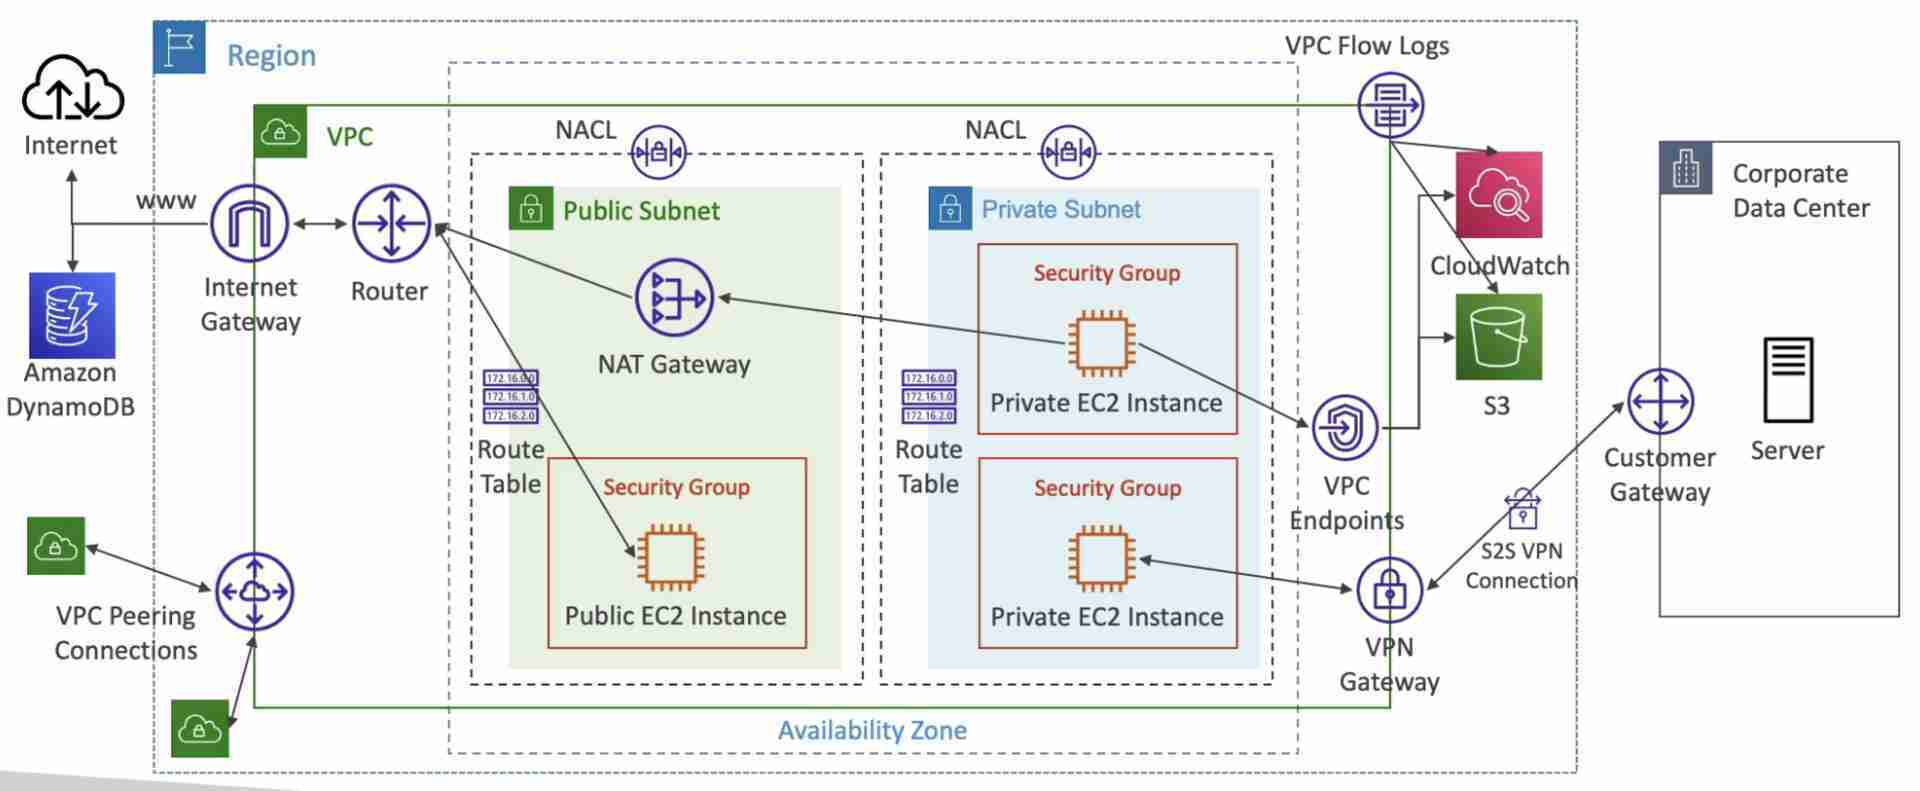 Region
VPC Flow Logs
Internet
VPC
NACL
NACL
Corporate
Data Center
www
Public Subnet
Private Subnet
Security Group
CloudWatch
Internet
Gateway
Router
NAT Gateway
Amazon
DynamoDB
172.16.0.0
172.16.1.0
172.16.2.0
Route
Table
Private EC2 Instance
172.16.0.0
172.16.1.0
172.16.2.0
Route
Table
S3
Server
Customer
Gateway
VPC
Endpoints
Security Group
Security Group
S2S VPN
Connection
Public EC2 Instance
Private EC2 Instance
VPC Peering
Connections
VPN
Gateway
Availability Zone